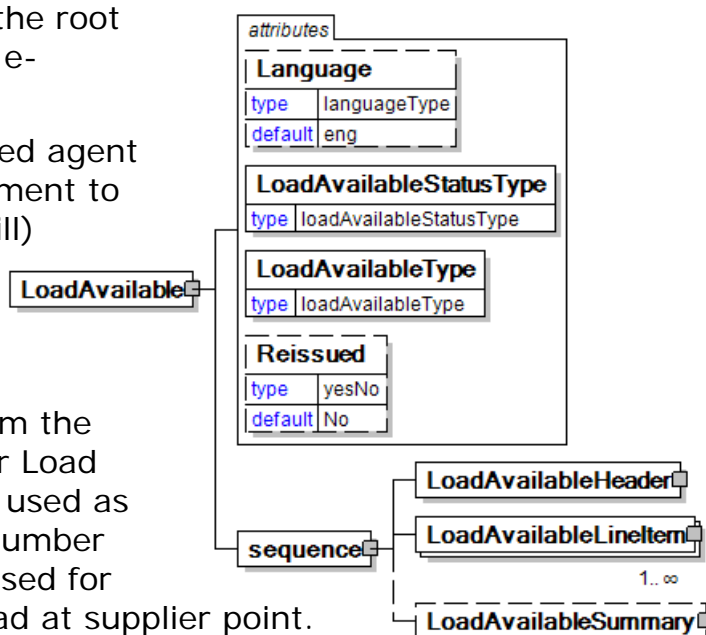 the root
e-
ed agent
ment to
ill)
m the
r Load
used as
umber
sed for
ad at supplier point.
LoadAvailable
attributes
Language
type languageType
default eng
LoadAvailableStatusType
type loadAvailableStatusType
LoadAvailableType
type loadAvailableType
Reissued
type yesNo
default No
sequence
LoadAvailableHeader
LoadAvailableLineItem
1.. ∞
LoadAvailableSummary